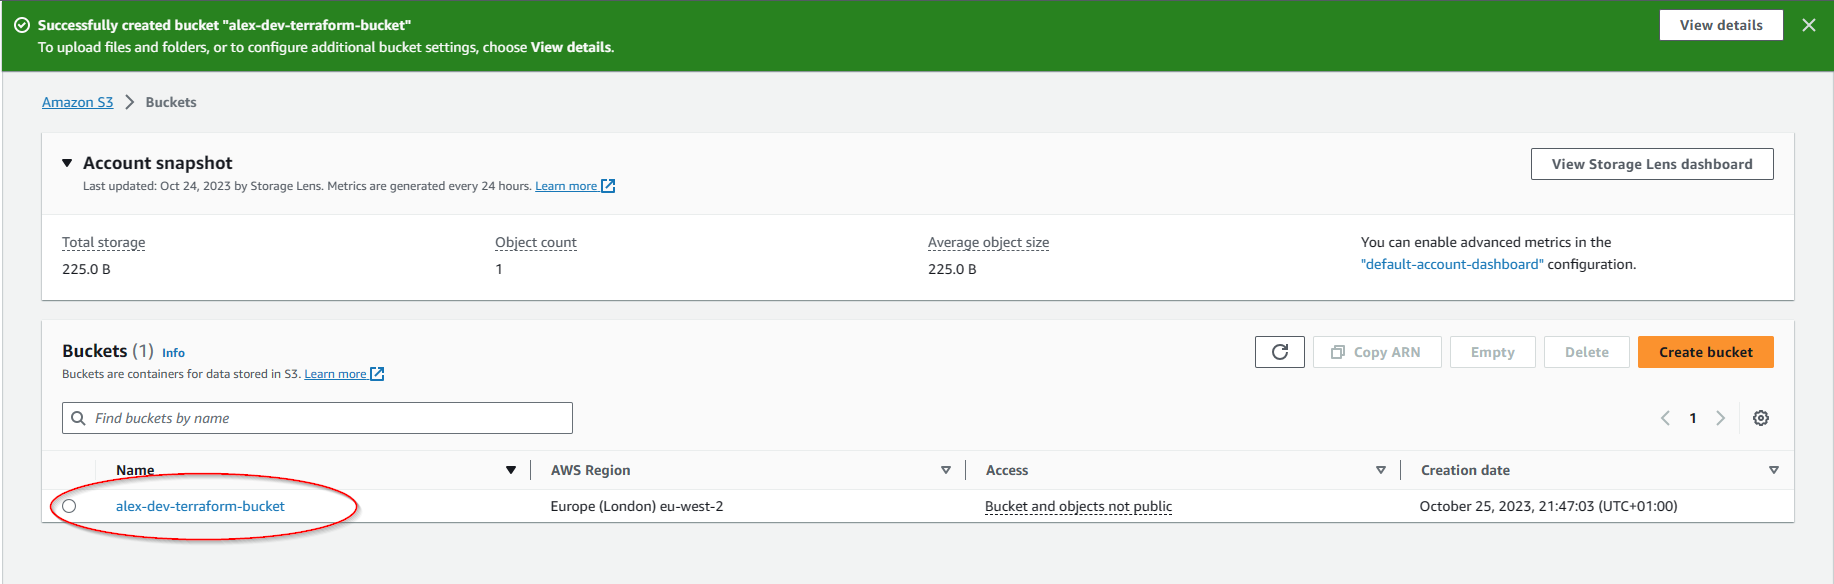 Successfully created bucket "alex-dev-terraform-bucket"
To upload files and folders, or to configure additional bucket settings, choose View details.
View details
Amazon S3 > Buckets
Account snapshot
Last updated: Oct 24, 2023 by Storage Lens. Metrics are generated every 24 hours. Learn more
View Storage Lens dashboard
Total storage
225.0 B
Object count
1
Average object size
225.0 B
You can enable advanced metrics in the
"default-account-dashboard" configuration.
Buckets (1) Info
Buckets are containers for data stored in S3. Learn more
Copy ARN
Empty
Delete
Create bucket
Find buckets by name
1
Name AWS Region Access Creation date
alex-dev-terraform-bucket Europe (London) eu-west-2 Bucket and objects not public October 25, 2023, 21:47:03 (UTC+01:00)